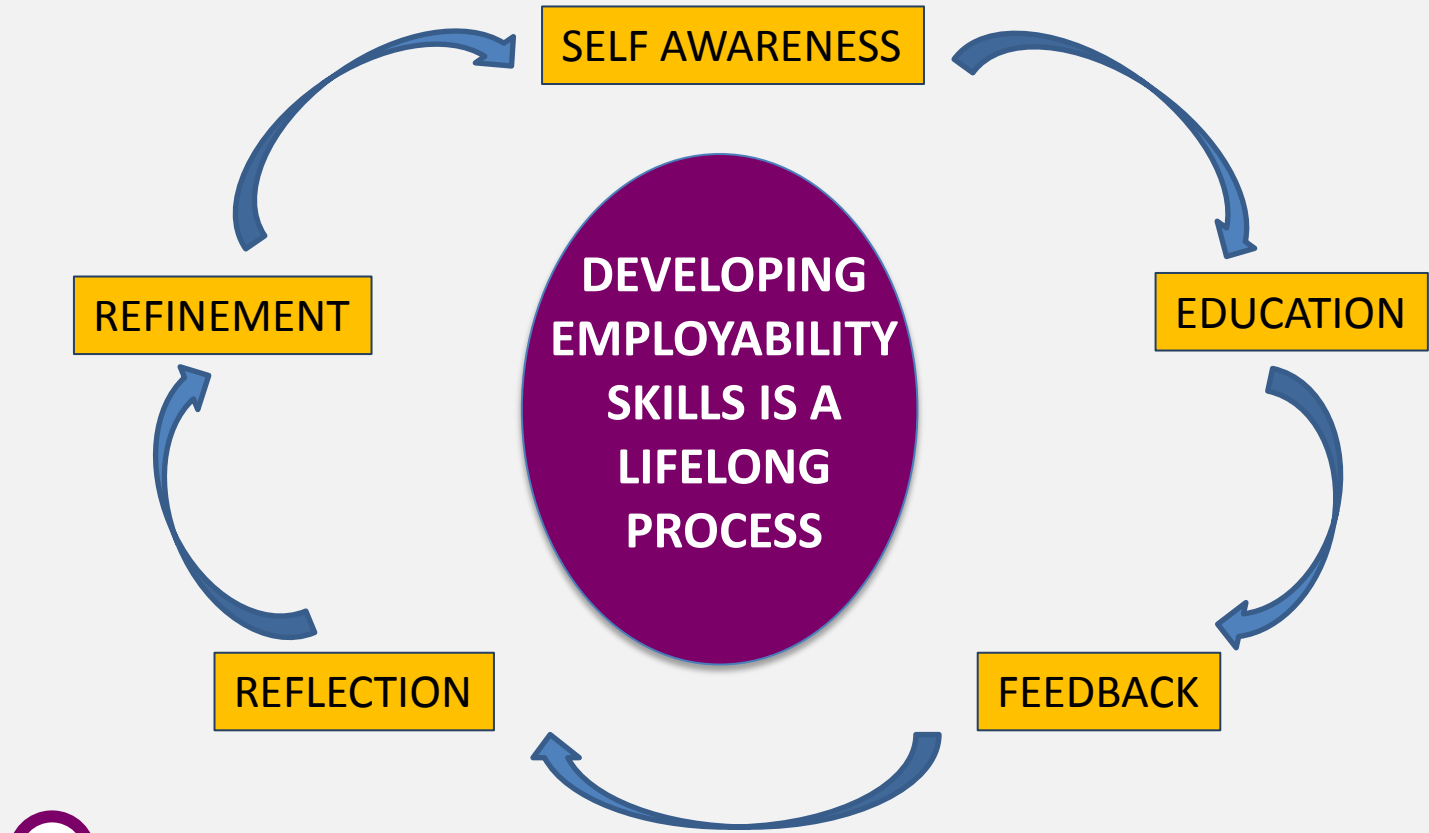 SELF AWARENESS
EDUCATION
FEEDBACK
REFLECTION
REFINEMENT
DEVELOPING
EMPLOYABILITY
SKILLS IS A
LIFELONG
PROCESS